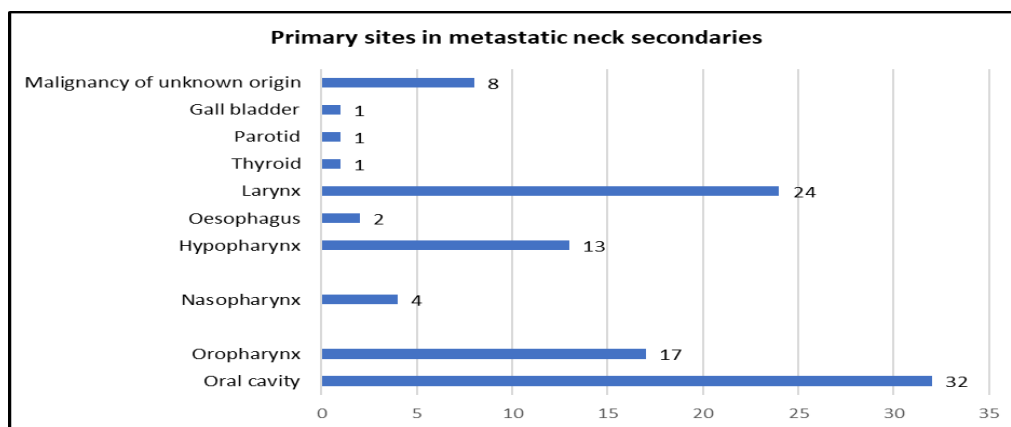 Primary sites in metastatic neck secondaries
Malignancy of unknown origin 8
Gall bladder 1
Parotid 1
Thyroid 1
Larynx 24
Oesophagus 2
Hypopharynx 13
Nasopharynx 4
Oropharynx 17
Oral cavity 32
0 5 10 15 20 25 30 35